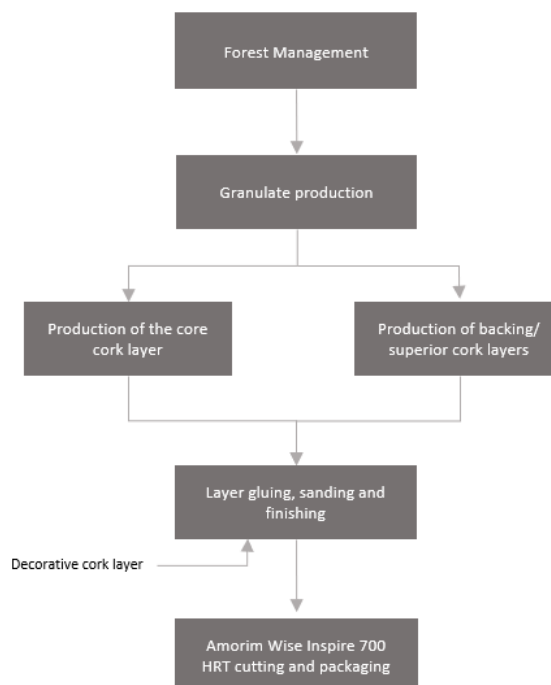 Forest Management
Granulate production
Production of the core
cork layer
Production of backing/
superior cork layers
Layer gluing, sanding and
finishing
Decorative cork layer
Amorim Wise Inspire 700
HRT cutting and packaging